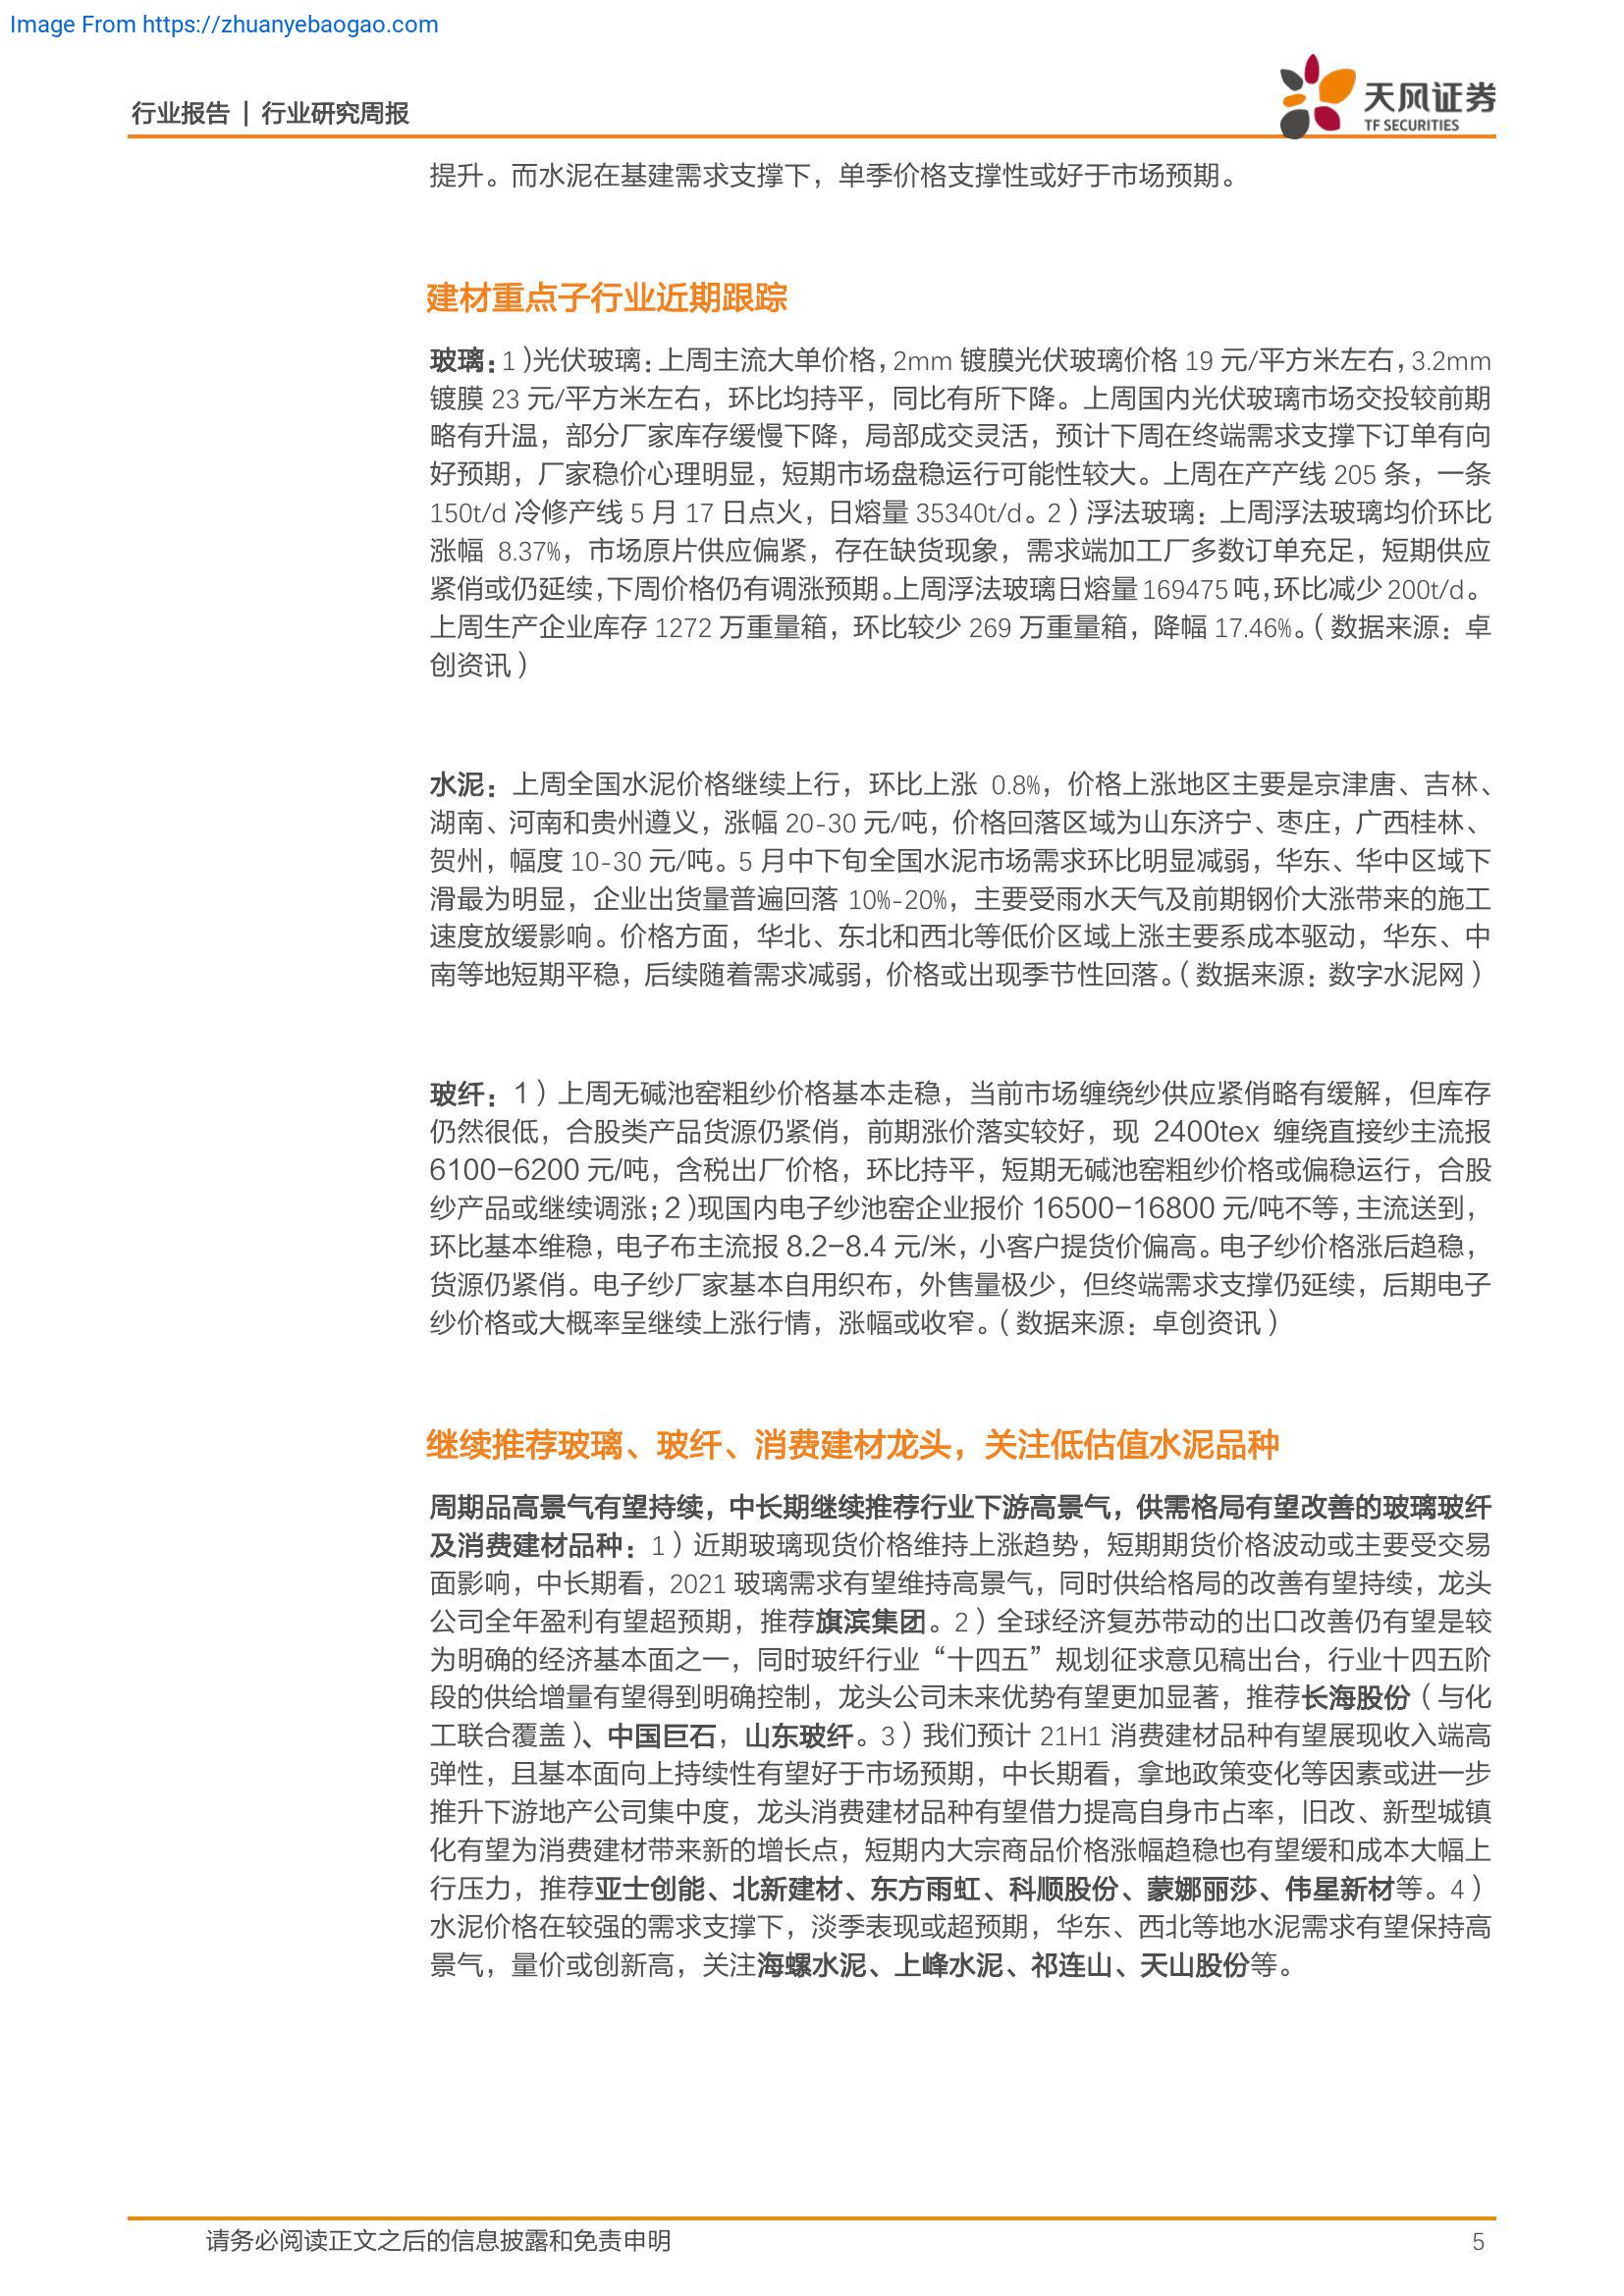 Image From https://zhuanyebaogao.com
行业报告 | 行业研究周报
天风证券
TF SECURITIES
提升。而水泥在基建需求支撑下，单季价格支撑性或好于市场预期。
建材重点子行业近期跟踪
玻璃：1）光伏玻璃：上周主流大单价格，2mm 镀膜光伏玻璃价格 19 元/平方米左右，3.2mm
镀膜 23 元/平方米左右，环比均持平，同比有所下降。上周国内光伏玻璃市场交投较前期
略有升温，部分厂家库存缓慢下降，局部成交灵活，预计下周在终端需求支撑下订单有向
好预期，厂家稳价心理明显，短期市场盘稳运行可能性较大。上周在产产线 205 条，一条
150t/d 冷修产线 5 月 17 日点火，日熔量 35340t/d。2）浮法玻璃：上周浮法玻璃均价环比
涨幅 8.37%，市场原片供应偏紧，存在缺货现象，需求端加工厂多数订单充足，短期供应
紧俏或仍延续，下周价格仍有调涨预期。上周浮法玻璃日熔量 169475 吨，环比减少 200t/d。
上周生产企业库存 1272 万重量箱，环比较少 269 万重量箱，降幅 17.46%。（数据来源：卓
创资讯）
水泥：上周全国水泥价格继续上行，环比上涨 0.8%，价格上涨地区主要是京津唐、吉林、
湖南、河南和贵州遵义，涨幅 20-30 元/吨，价格回落区域为山东济宁、枣庄，广西桂林、
贺州，幅度 10-30 元/吨。5 月中下旬全国水泥市场需求环比明显减弱，华东、华中区域下
滑最为明显，企业出货量普遍回落 10%-20%，主要受雨水天气及前期钢价大涨带来的施工
速度放缓影响。价格方面，华北、东北和西北等低价区域上涨主要系成本驱动，华东、中
南等地短期平稳，后续随着需求减弱，价格或出现季节性回落。（数据来源：数字水泥网）
玻纤：1）上周无碱池窑粗纱价格基本走稳，当前市场缠绕纱供应紧俏略有缓解，但库存
仍然很低，合股类产品货源仍紧俏，前期涨价落实较好，现 2400tex 缠绕直接纱主流报
6100-6200 元/吨，含税出厂价格，环比持平，短期无碱池窑粗纱价格或偏稳运行，合股
纱产品或继续调涨；2）现国内电子纱池窑企业报价 16500-16800 元/吨不等，主流送到，
环比基本维稳，电子布主流报 8.2-8.4 元/米，小客户提货价偏高。电子纱价格涨后趋稳，
货源仍紧俏。电子纱厂家基本自用织布，外售量极少，但终端需求支撑仍延续，后期电子
纱价格或大概率呈继续上涨行情，涨幅或收窄。（数据来源：卓创资讯）
继续推荐玻璃、玻纤、消费建材龙头，关注低估值水泥品种
周期品高景气有望持续，中长期继续推荐行业下游高景气，供需格局有望改善的玻璃玻纤
及消费建材品种：1）近期玻璃现货价格维持上涨趋势，短期期货价格波动或主要受交易
面影响，中长期看，2021 玻璃需求有望维持高景气，同时供给格局的改善有望持续，龙头
公司全年盈利有望超预期，推荐旗滨集团。2）全球经济复苏带动的出口改善仍有望是较
为明确的经济基本面之一，同时玻纤行业“十四五”规划征求意见稿出台，行业十四五阶
段的供给增量有望得到明确控制，龙头公司未来优势有望更加显著，推荐长海股份（与化
工联合覆盖）、中国巨石，山东玻纤。3）我们预计 21H1 消费建材品种有望展现收入端高
弹性，且基本面向上持续性有望好于市场预期，中长期看，拿地政策变化等因素或进一步
推升下游地产公司集中度，龙头消费建材品种有望借力提高自身市占率，旧改、新型城镇
化有望为消费建材带来新的增长点，短期内大宗商品价格涨幅趋稳也有望缓和成本大幅上
行压力，推荐亚士创能、北新建材、东方雨虹、科顺股份、蒙娜丽莎、伟星新材等。4）
水泥价格在较强的需求支撑下，淡季表现或超预期，华东、西北等地水泥需求有望保持高
景气，量价或创新高，关注海螺水泥、上峰水泥、祁连山、天山股份等。
请务必阅读正文之后的信息披露和免责申明
5